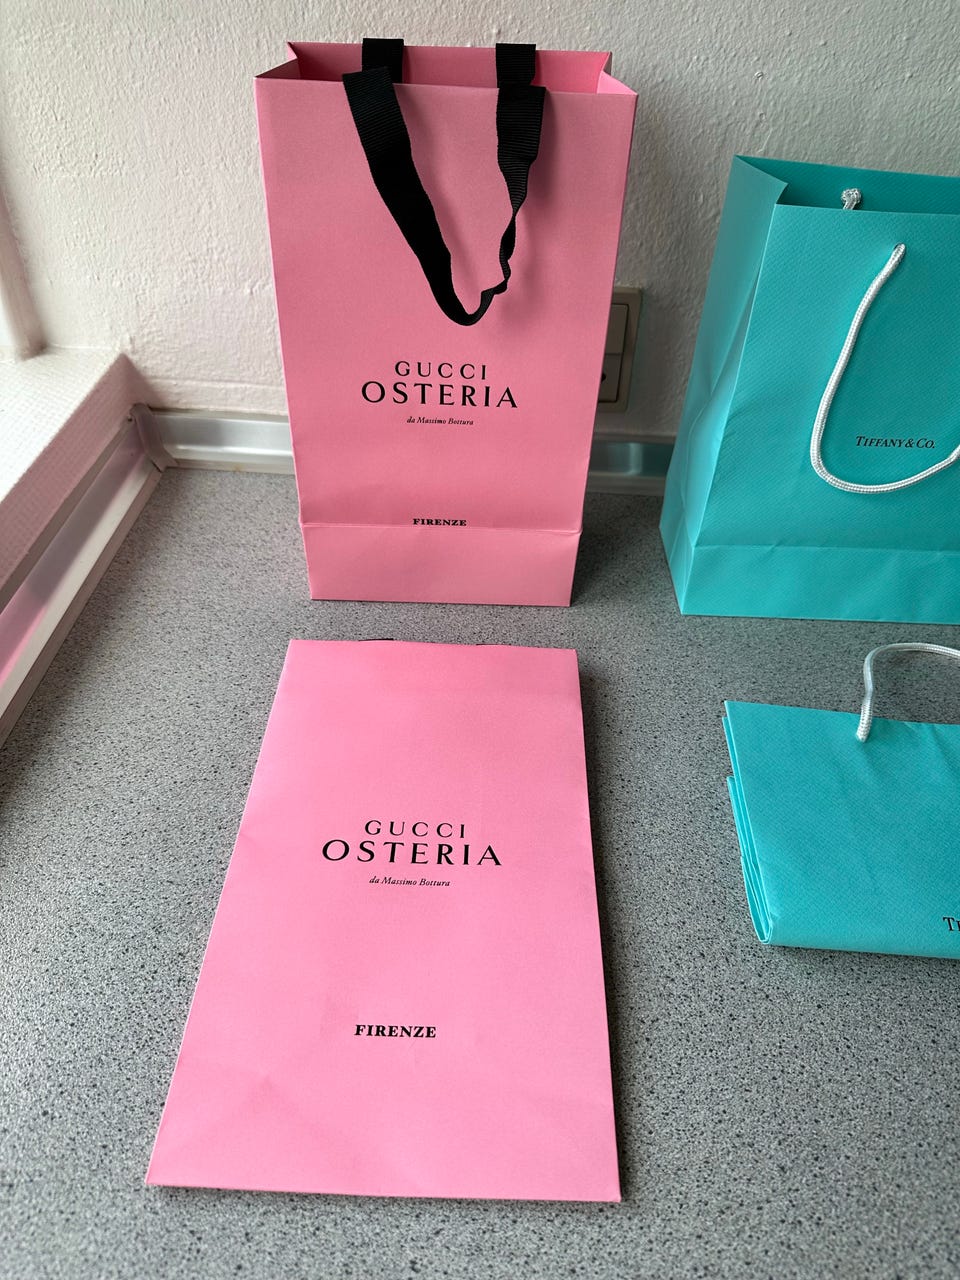 GUCCI
OSTERIA
da Massimo Bottura
FIRENZE
TIFFANY & CO.
GUCCI
OSTERIA
da Massimo Bottura
FIRENZE